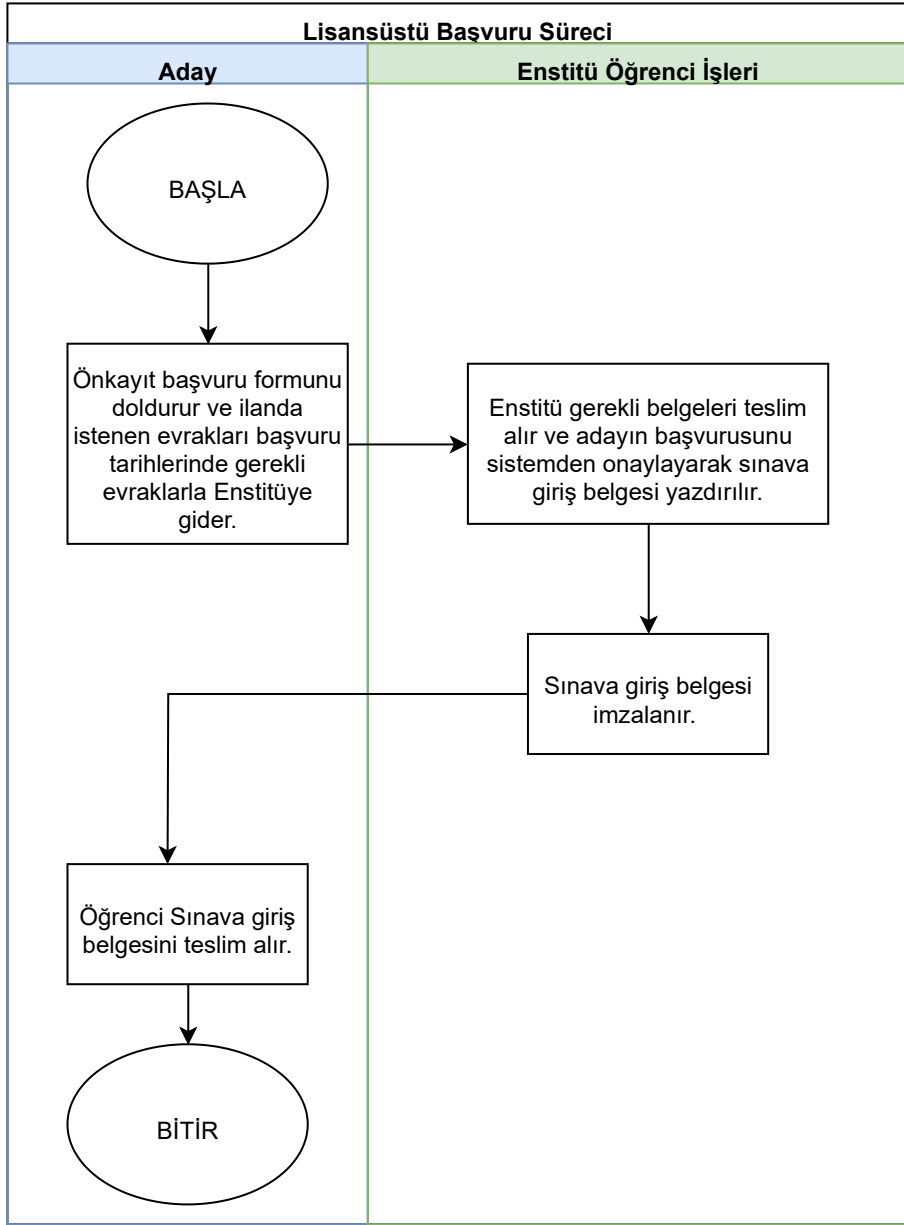 Lisansüstü Başvuru Süreci
Aday
Enstitü Öğrenci İşleri
BAŞLA
Önkayıt başvuru formunu
doldurur ve ilanda
istenen evrakları başvuru
tarihlerinde gerekli
evraklarla Enstitüye
gider.
Enstitü gerekli belgeleri teslim
alır ve adayın başvurusunu
sistemden onaylayarak sınava
giriş belgesi yazdırılır.
Sınava giriş belgesi
imzalanır.
Öğrenci Sınava giriş
belgesini teslim alır.
BİTİR